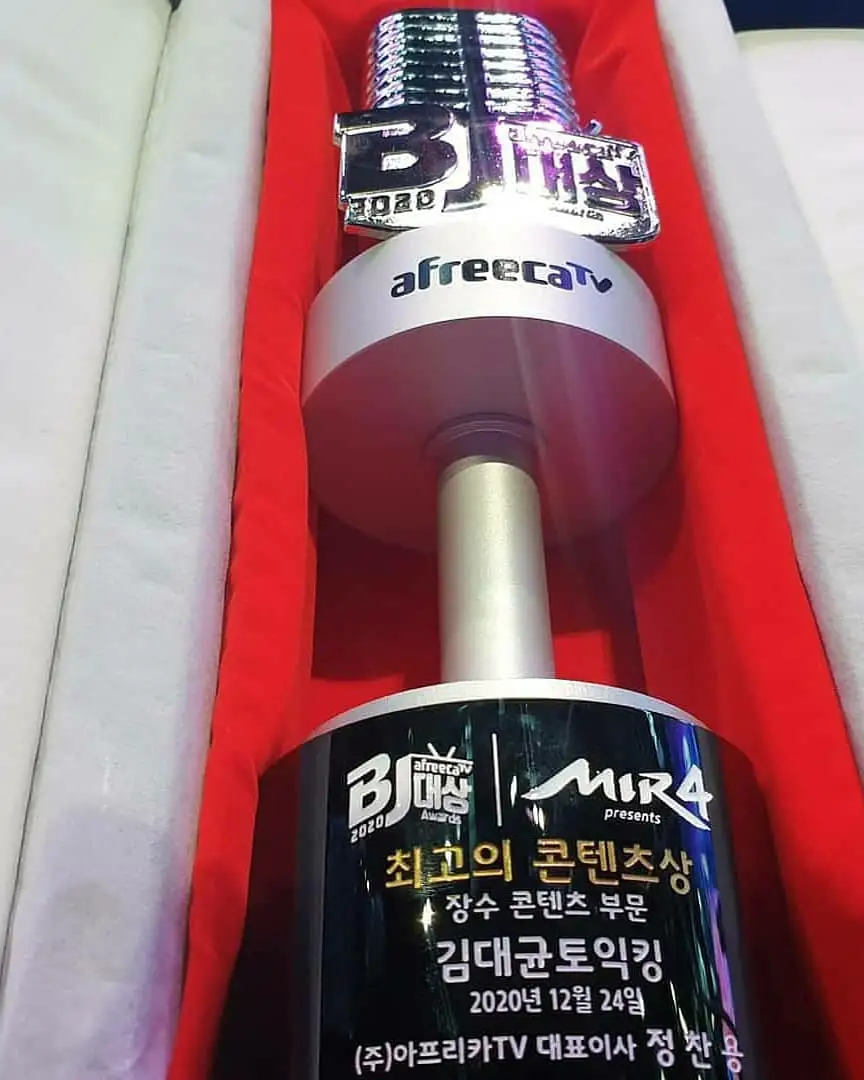 BJ afreecaTV 대상
2020
afreecaTV
BJ afreecaTV 대상 MIR4
2020 Awards presents
최고의 콘텐츠상
장수 콘텐츠 부문
김대균토익킹
2020년 12월 24일
(주)아프리카TV 대표이사 정찬용